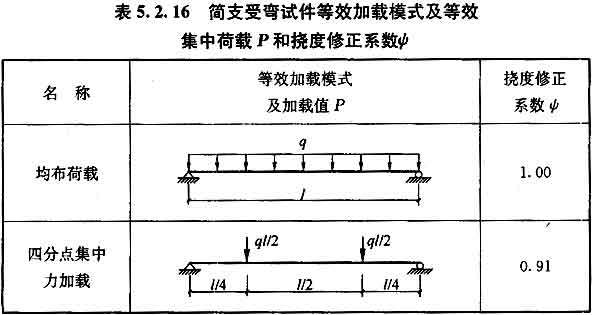 表 5. 2. 16 简支受弯试件等效加载模式及等效
集中荷载 P 和挠度修正系数ψ
名 称
等效加载模式
及加载值 P
挠度修正
系数 ψ
均布荷载
q
l
1. 00
四分点集中
力加载
ql/2 ql/2
l/4 l/2 l/4
0. 91